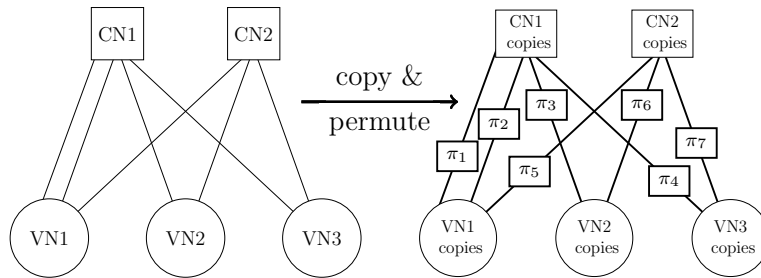 CN1
CN2
VN1
VN2
VN3
copy &
permute
CN1
copies
CN2
copies
π1
π2
π3
π6
π5
π7
π4
VN1
copies
VN2
copies
VN3
copies